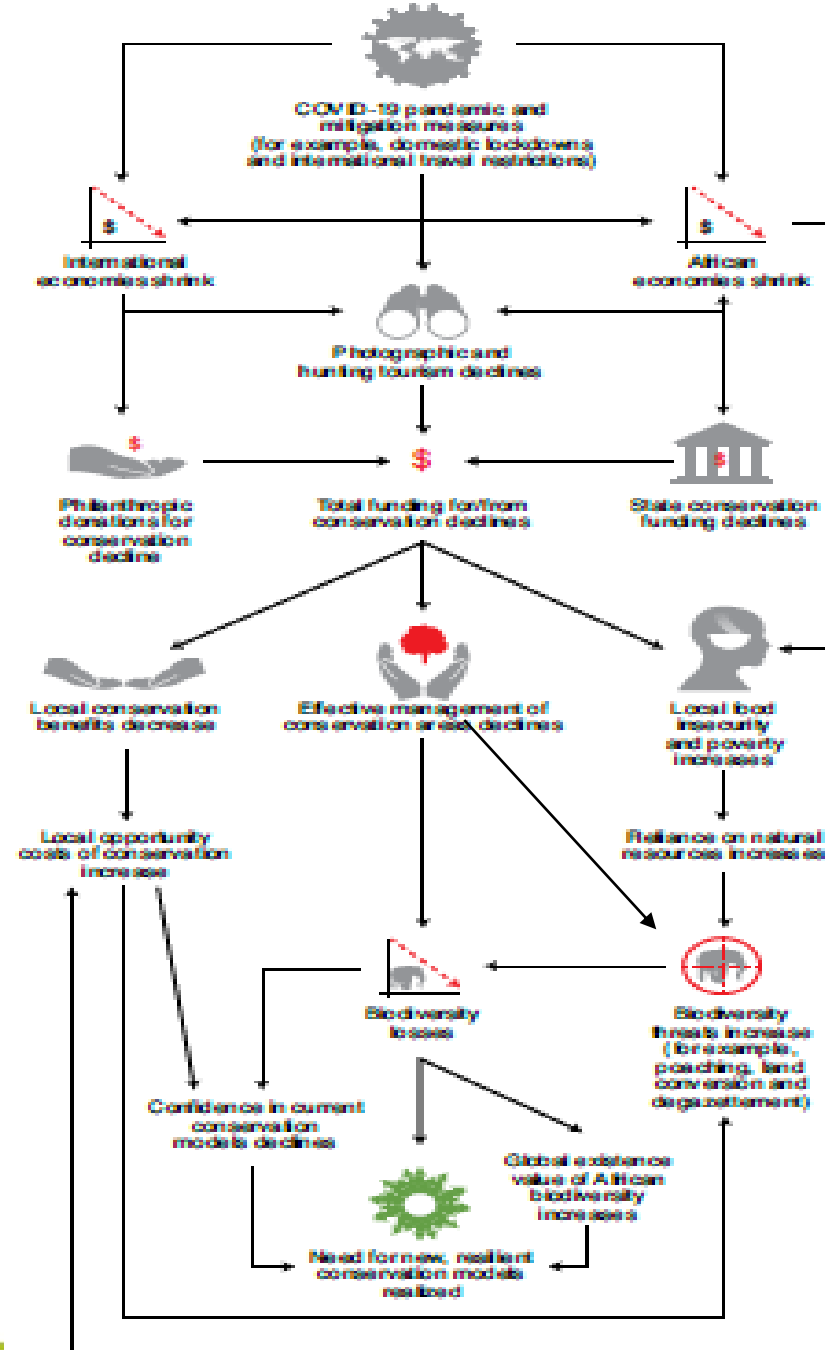 COVID-19 pandemic and
mitigation measures
(for example, domestic lockdowns
and international travel restrictions)
$
International
economies shrink
$
African
economies shrink
Photographic and
hunting tourism declines
$
Philanthropic
donations for
conservation
decline
$
Total funding for/from
conservation declines
$
State conservation
funding declines
Local conservation
benefits decrease
Effective management of
conservation areas declines
Local food
insecurity
and poverty
increases
Local opportunity
costs of conservation
increase
Reliance on natural
resources increases
Biodiversity
losses
Biodiversity
threats increase
(for example,
poaching, land
conversion and
degazettement)
Confidence in current
conservation
models declines
Global existence
value of African
biodiversity
increases
Need for new, resilient
conservation models
realized